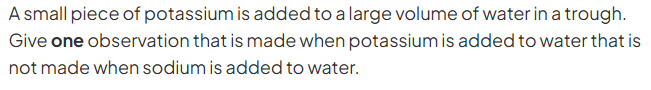 A small piece of potassium is added to a large volume of water in a trough.
Give one observation that is made when potassium is added to water that is
not made when sodium is added to water.